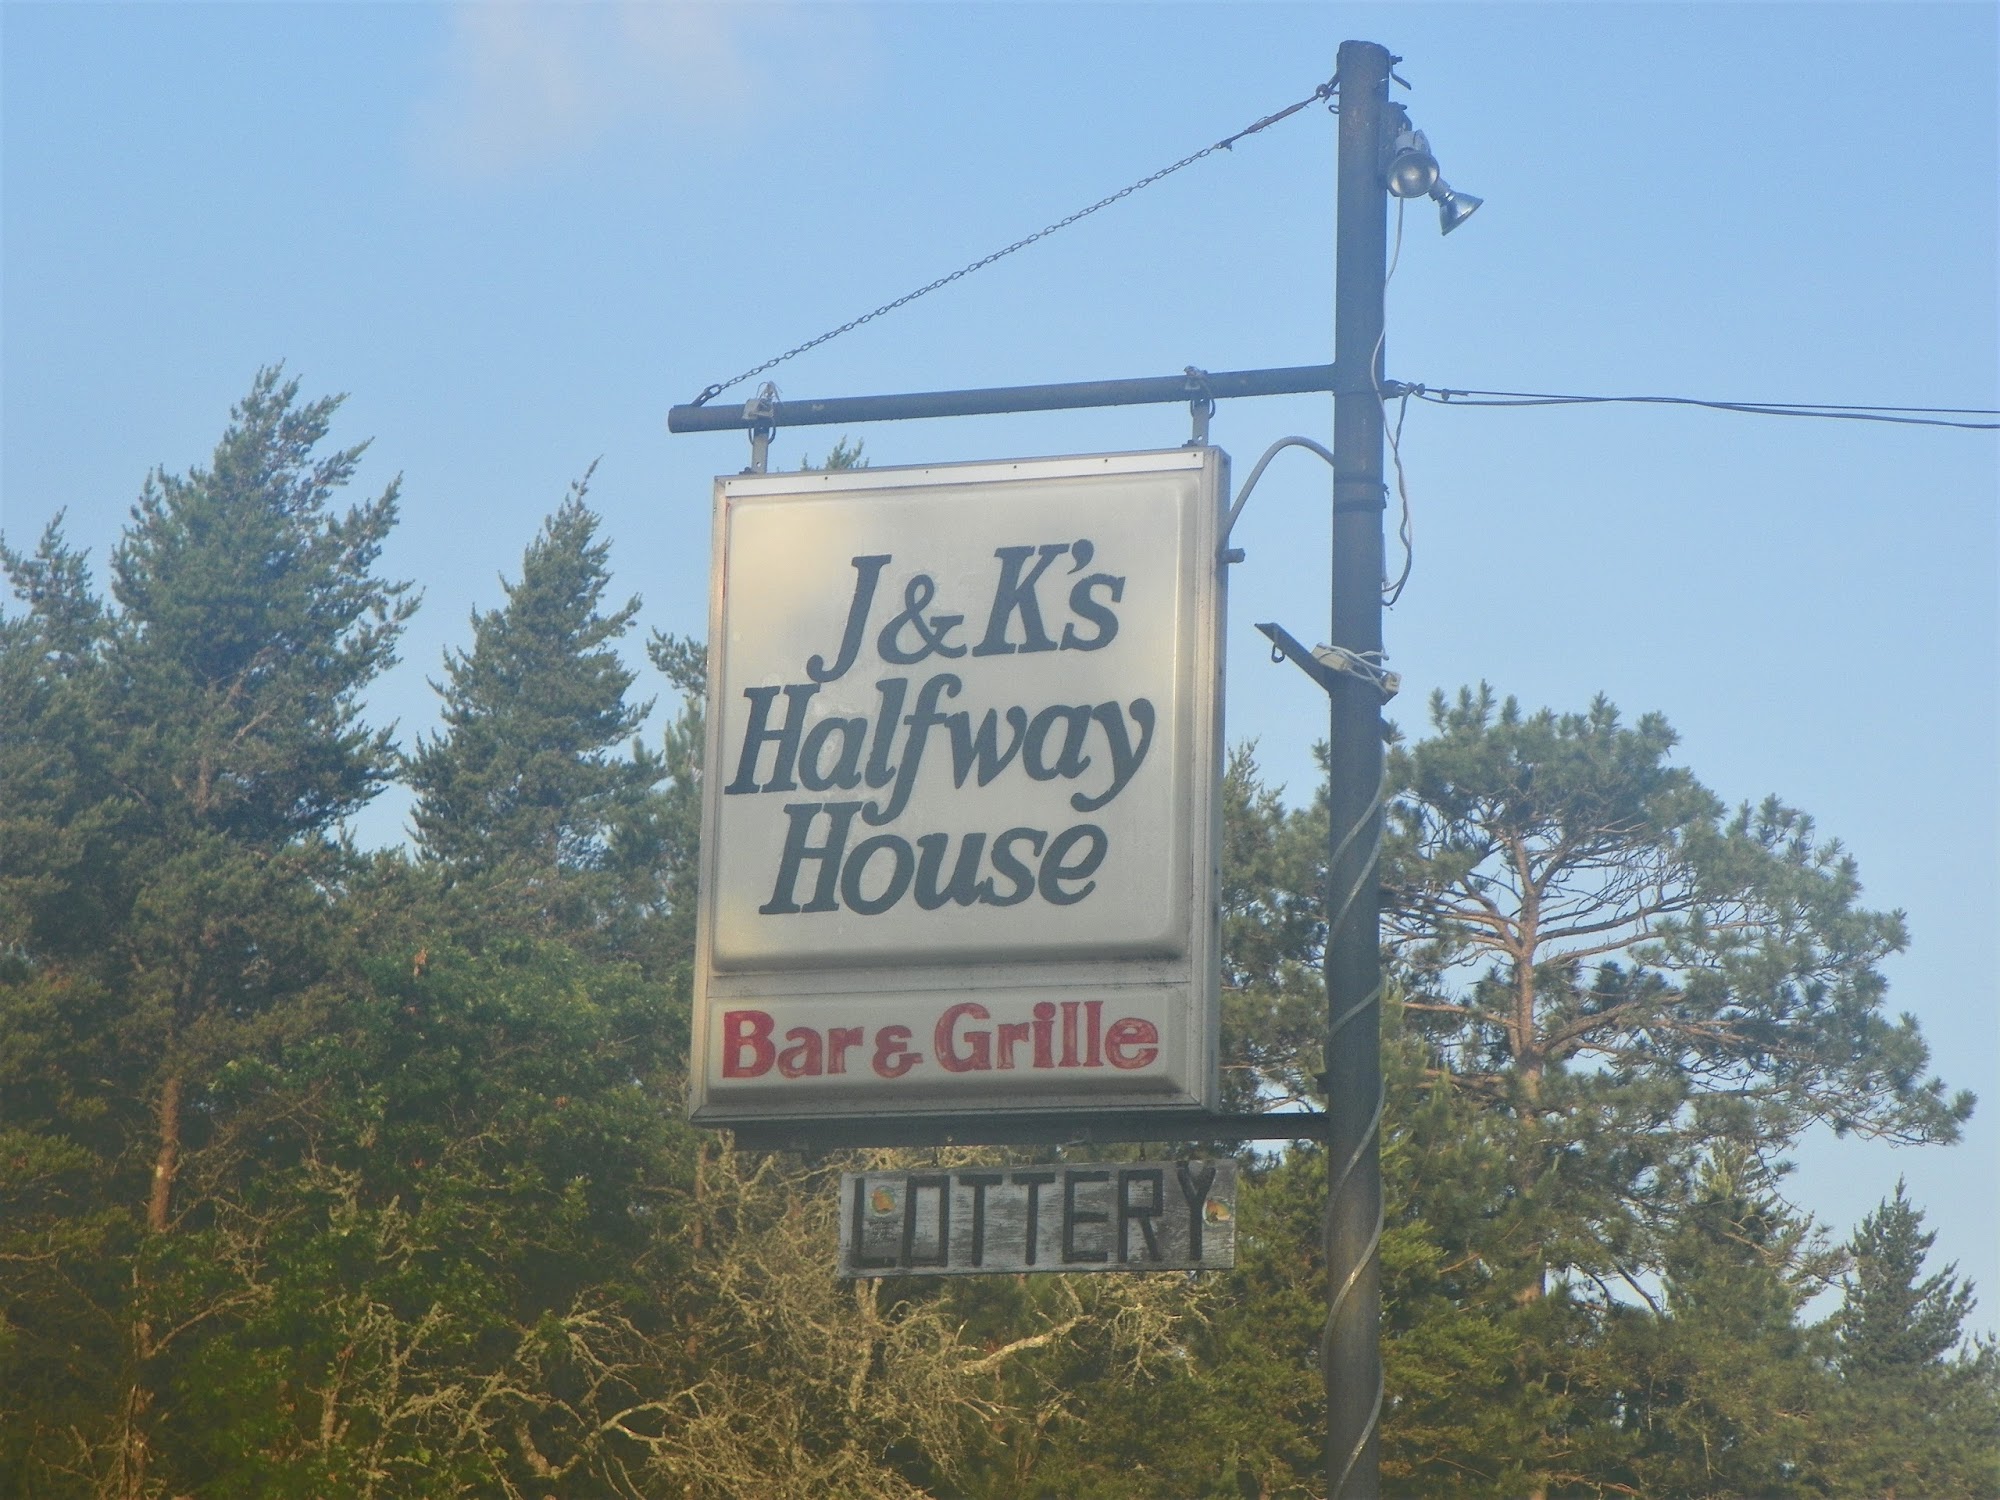 J & K's
Halfway
House
Bar & Grille
LOTTERY